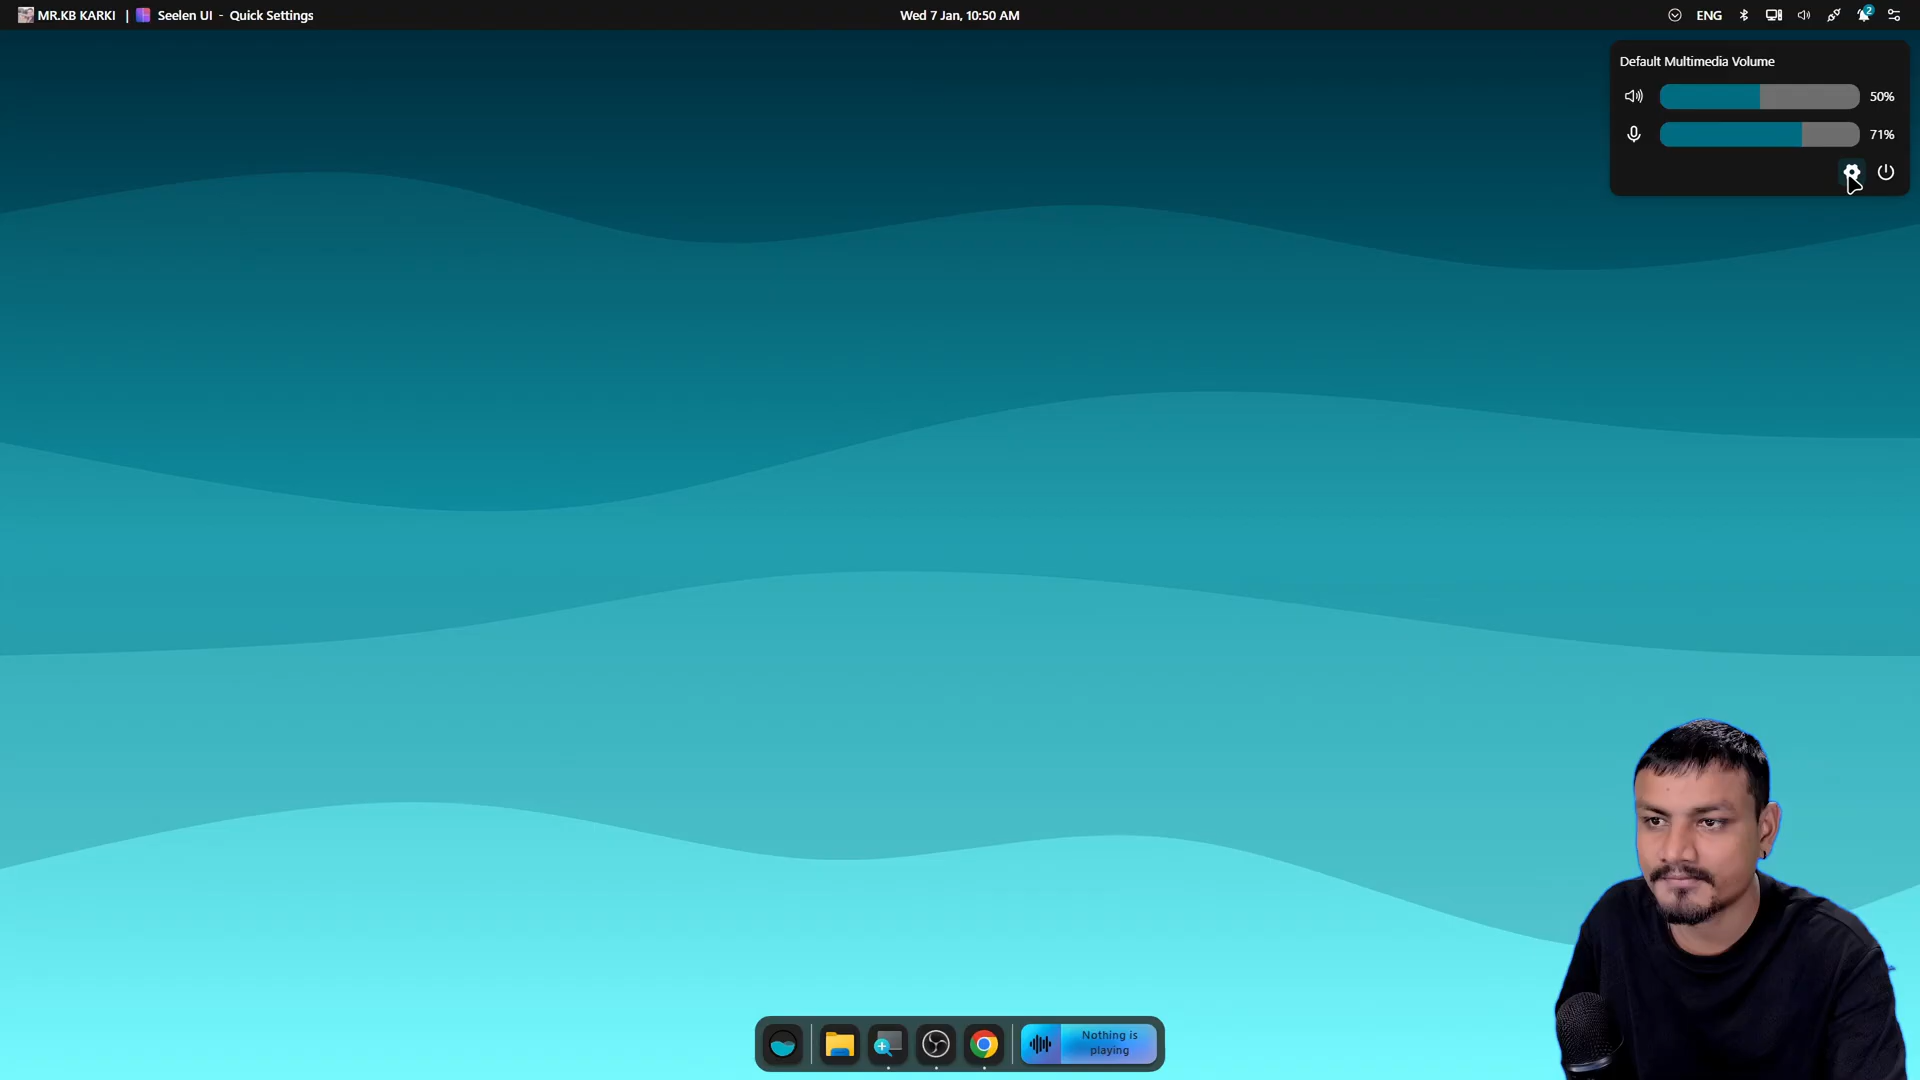 MR.KB KARKI | Seelen UI - Quick Settings
Wed 7 Jan, 10:50 AM
ENG
2
Default Multimedia Volume
50%
71%
Nothing is
playing